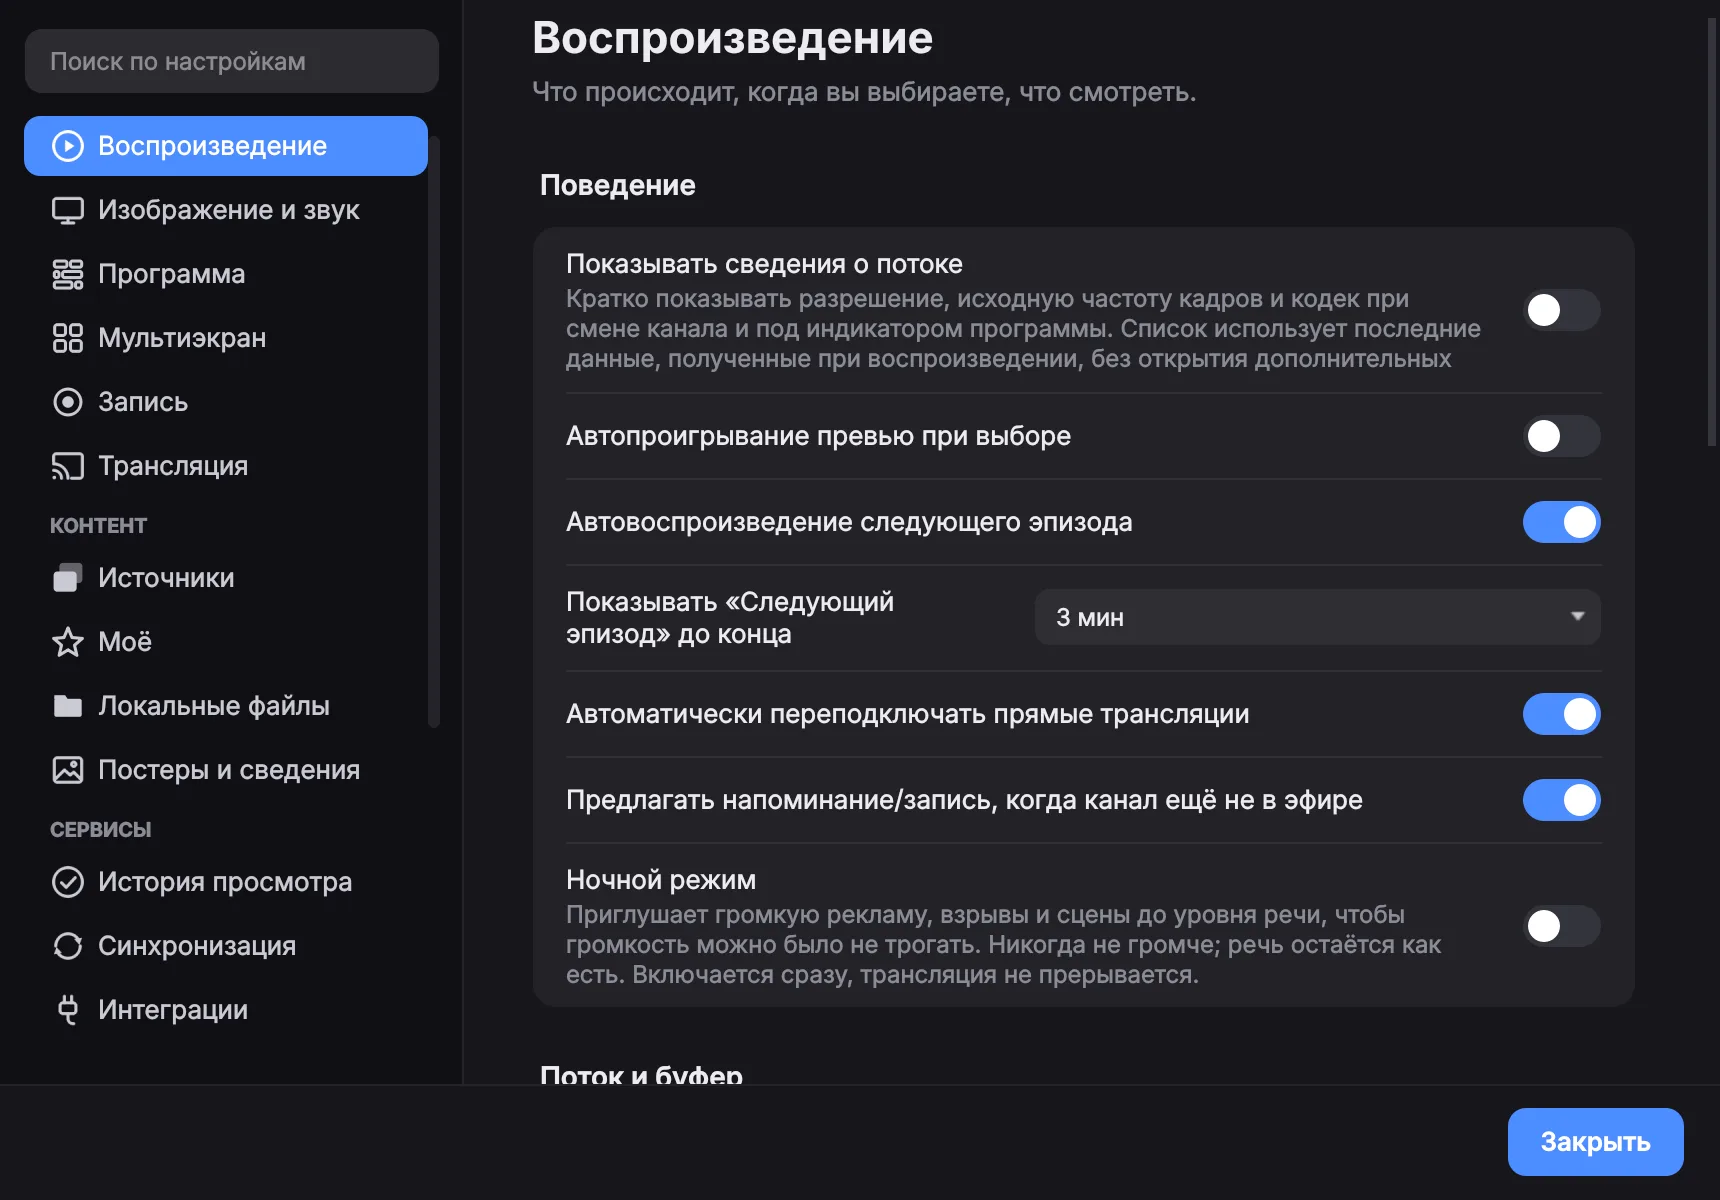 Поиск по настройкам
Воспроизведение
Изображение и звук
Программа
Мультиэкран
Запись
Трансляция
КОНТЕНТ
Источники
Моё
Локальные файлы
Постеры и сведения
СЕРВИСЫ
История просмотра
Синхронизация
Интеграции
Воспроизведение
Что происходит, когда вы выбираете, что смотреть.
Поведение
Показывать сведения о потоке
Кратко показывать разрешение, исходную частоту кадров и кодек при
смене канала и под индикатором программы. Список использует последние
данные, полученные при воспроизведении, без открытия дополнительных
Автопроигрывание превью при выборе
Автовоспроизведение следующего эпизода
Показывать «Следующий
эпизод» до конца
3 мин
Автоматически переподключать прямые трансляции
Предлагать напоминание/запись, когда канал ещё не в эфире
Ночной режим
Приглушает громкую рекламу, взрывы и сцены до уровня речи, чтобы
громкость можно было не трогать. Никогда не громче; речь остаётся как
есть. Включается сразу, трансляция не прерывается.
Поток и буфер
Закрыть